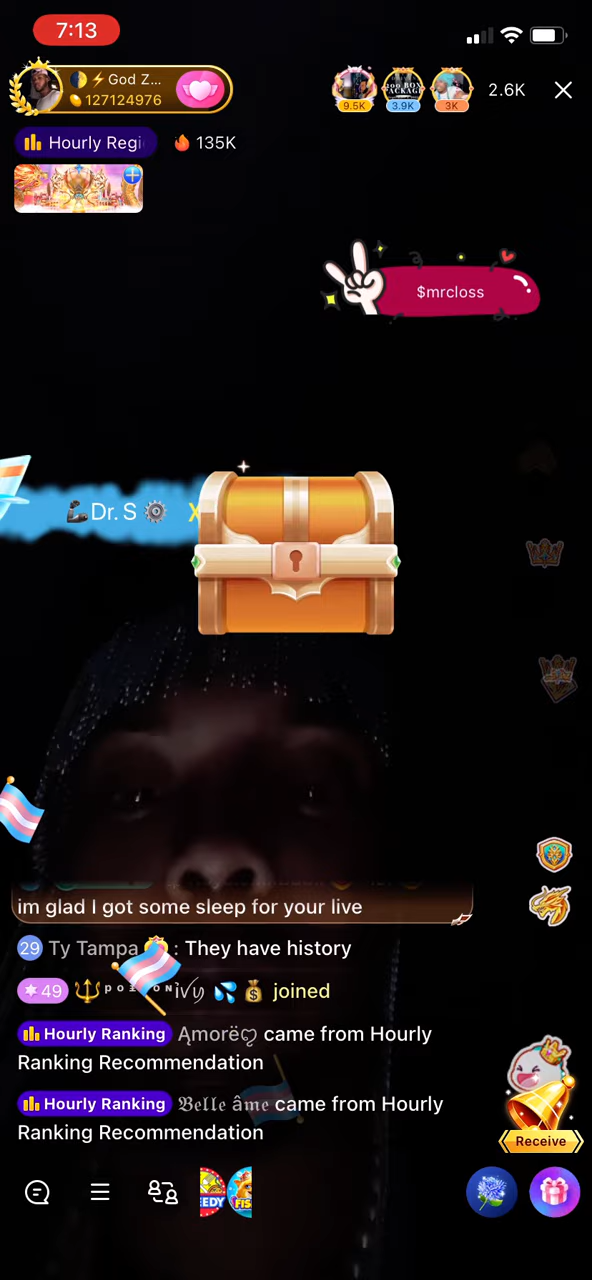 7:13
God Z...
127124976
9.5K
3.9K
3K
2.6K
Hourly Regi
135K
$mrcloss
Dr. S
im glad I got some sleep for your live
29 Ty Tampa : They have history
49 ᴾᴼᴵˢᴼᴺ joined
Hourly Ranking Ąmorëღ came from Hourly
Ranking Recommendation
Hourly Ranking 𝔅𝔢𝔩𝔩𝔢 â𝔪𝔢 came from Hourly
Ranking Recommendation
Receive